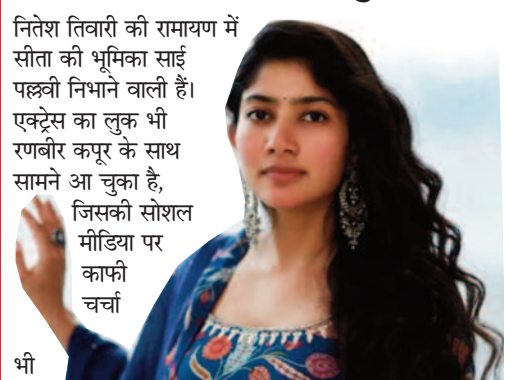 नितेश तिवारी की रामायण में
सीता की भूमिका साई
पल्लवी निभाने वाली हैं।
एक्ट्रेस का लुक भी
रणबीर कपूर के साथ
सामने आ चुका है,
जिसकी सोशल
मीडिया पर
काफी
चर्चा
भी